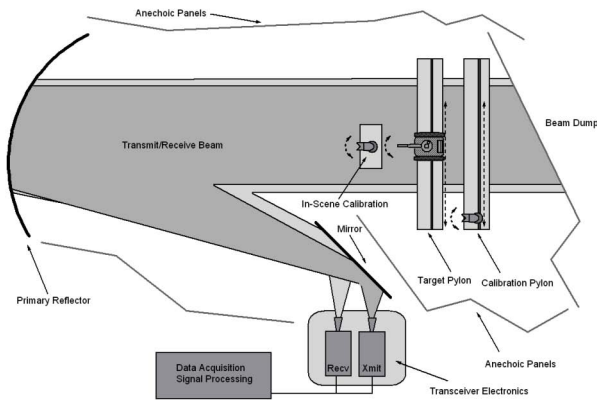 Anechoic Panels
Beam Dump
Transmit/Receive Beam
In-Scene Calibration
Mirror
Target Pylon
Calibration Pylon
Primary Reflector
Anechoic Panels
Data Acquisition
Signal Processing
Recv
Xmit
Transceiver Electronics